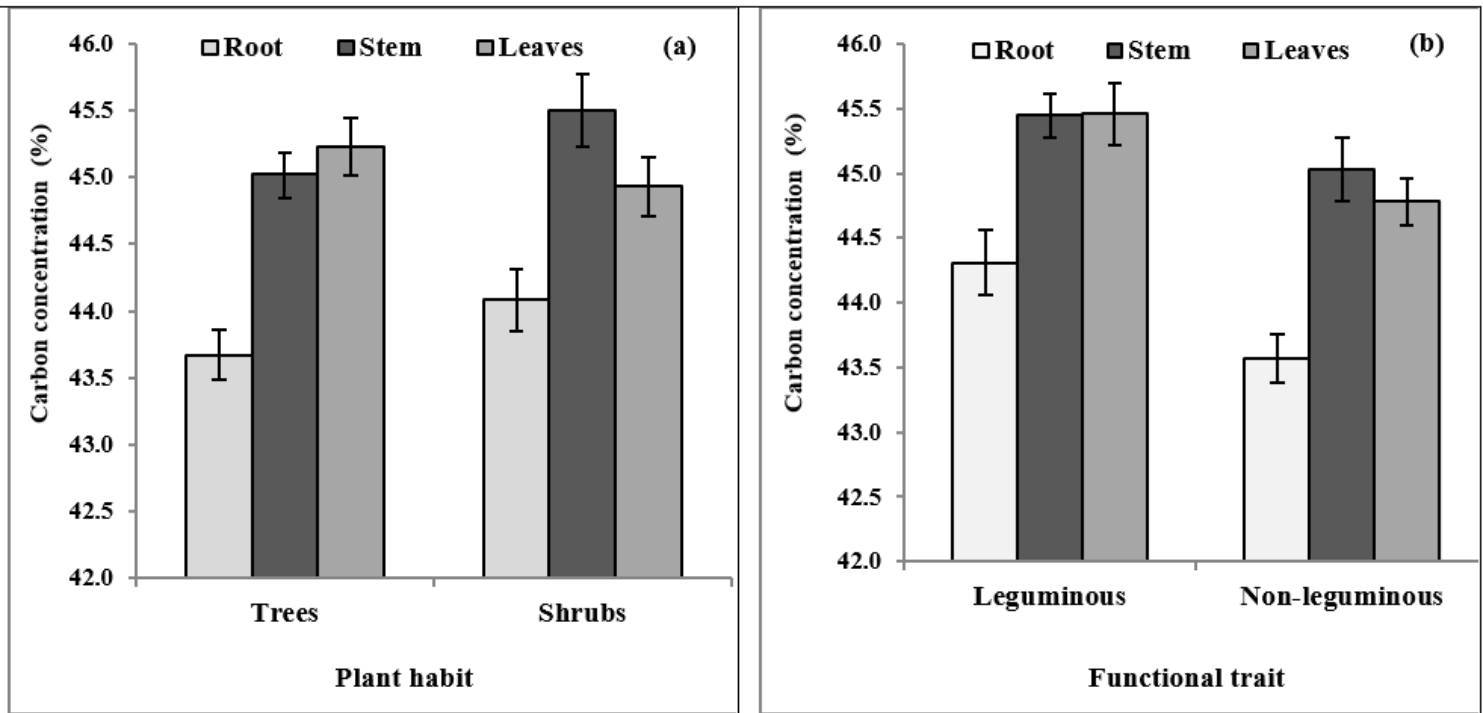 Root Stem Leaves (a)
46.0
45.5
45.0
44.5
44.0
43.5
43.0
42.5
42.0
Carbon concentration (%)
Trees Shrubs
Plant habit
Root Stem Leaves (b)
46.0
45.5
45.0
44.5
44.0
43.5
43.0
42.5
42.0
Carbon concentration (%)
Leguminous Non-leguminous
Functional trait